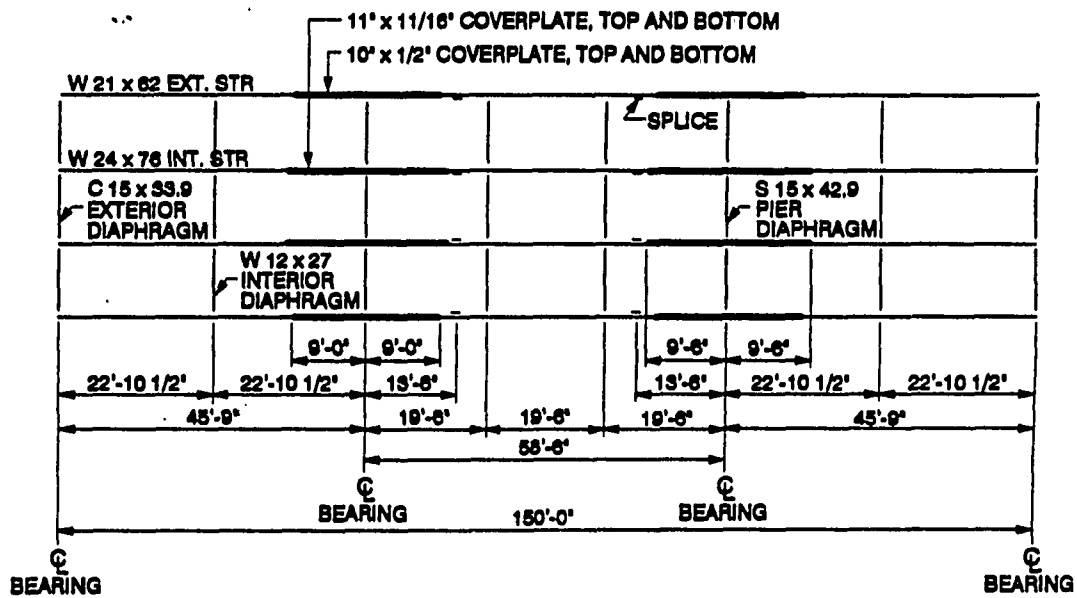 11" x 11/16" COVERPLATE, TOP AND BOTTOM
10" x 1/2" COVERPLATE, TOP AND BOTTOM
W 21 x 62 EXT. STR
SPLICE
W 24 x 76 INT. STR
C 15 x 33.9
EXTERIOR
DIAPHRAGM
S 15 x 42.9
PIER
DIAPHRAGM
W 12 x 27
INTERIOR
DIAPHRAGM
9'-0" 9'-0" 9'-6" 9'-6"
22'-10 1/2" 22'-10 1/2" 13'-6" 13'-6" 22'-10 1/2" 22'-10 1/2"
45'-9" 19'-6" 19'-6" 19'-6" 45'-9"
58'-6"
℄ ℄
BEARING BEARING
150'-0"
℄ ℄
BEARING BEARING